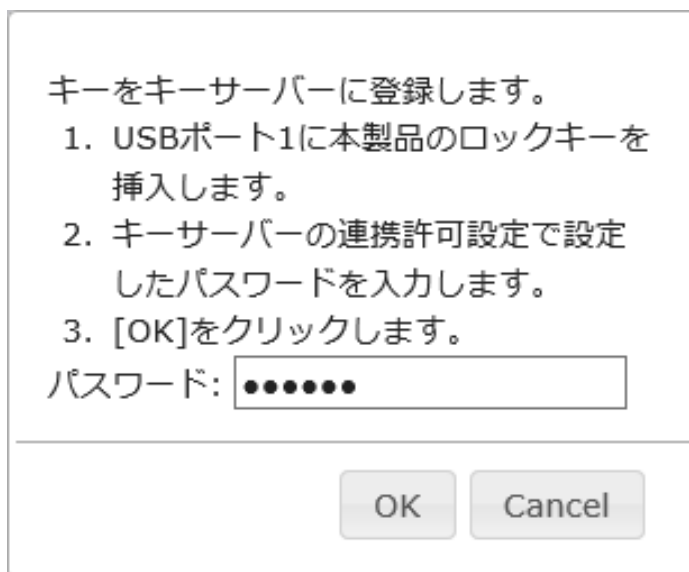 キーをキーサーバーに登録します。
1. USBポート1に本製品のロックキーを
挿入します。
2. キーサーバーの連携許可設定で設定
したパスワードを入力します。
3. [OK]をクリックします。
パスワード: ●●●●●●
OK Cancel